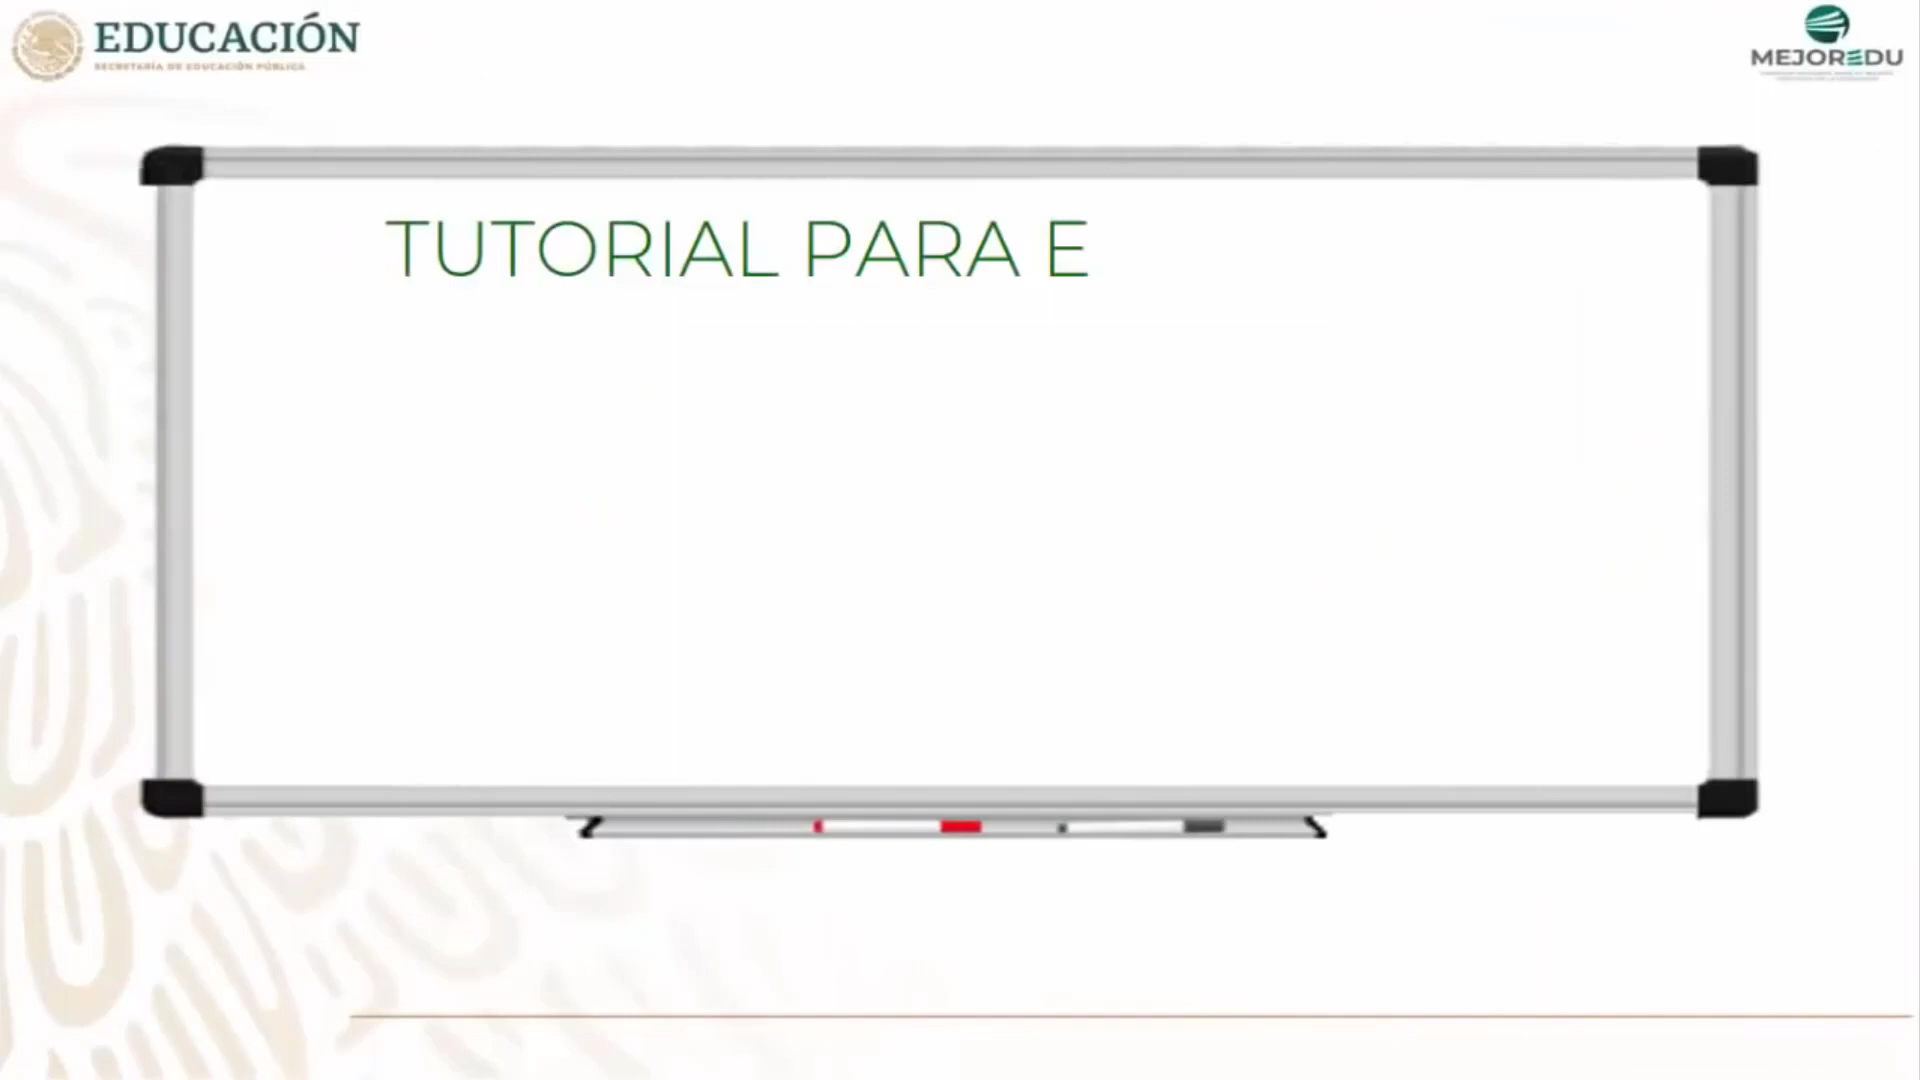 EDUCACIÓN
SECRETARÍA DE EDUCACIÓN PÚBLICA
MEJOREDU
TUTORIAL PARA E